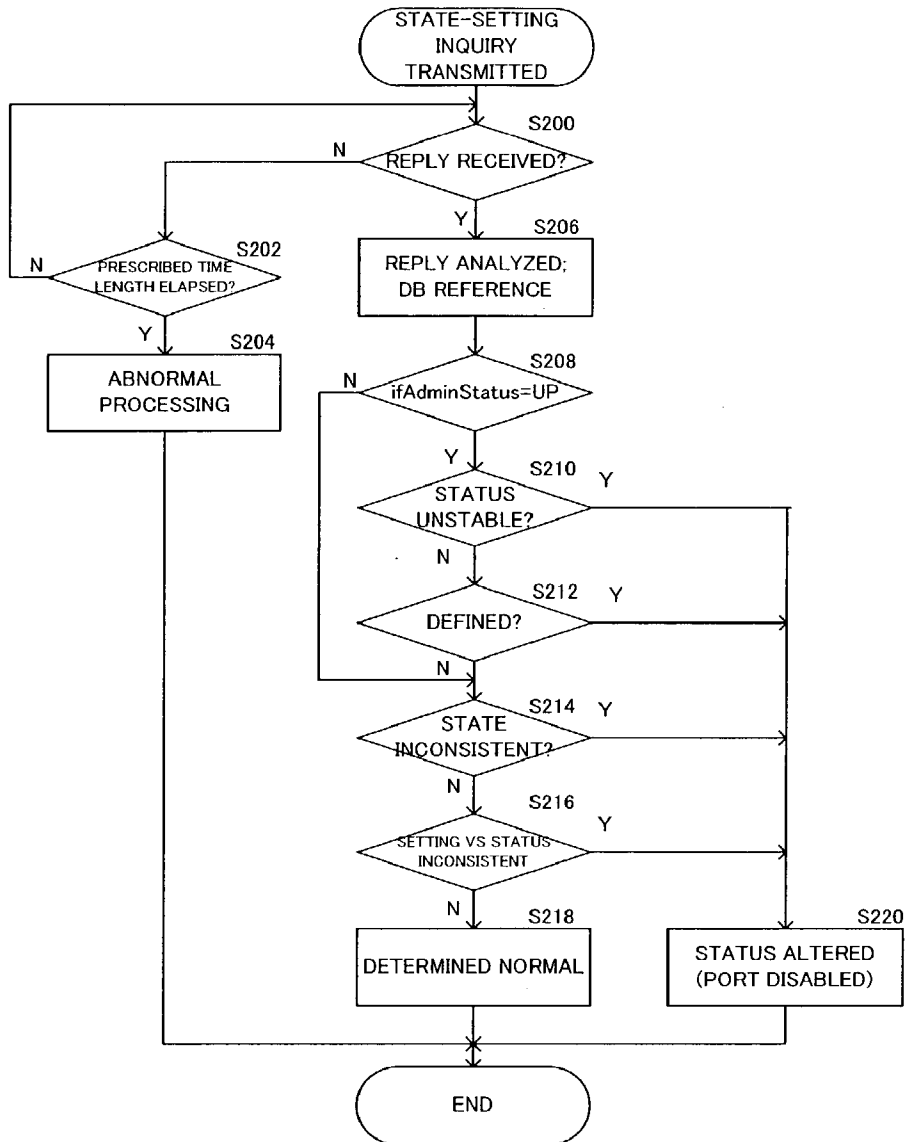 STATE-SETTING
INQUIRY
TRANSMITTED
S200
N
REPLY RECEIVED?
Y
S206
S202
N
PRESCRIBED TIME
LENGTH ELAPSED?
REPLY ANALYZED;
DB REFERENCE
Y
S204
ABNORMAL
PROCESSING
S208
N
ifAdminStatus=UP
Y
S210
Y
STATUS
UNSTABLE?
N
S212
Y
DEFINED?
N
S214
Y
STATE
INCONSISTENT?
N
S216
Y
SETTING VS STATUS
INCONSISTENT
N
S218
S220
DETERMINED NORMAL
STATUS ALTERED
(PORT DISABLED)
END